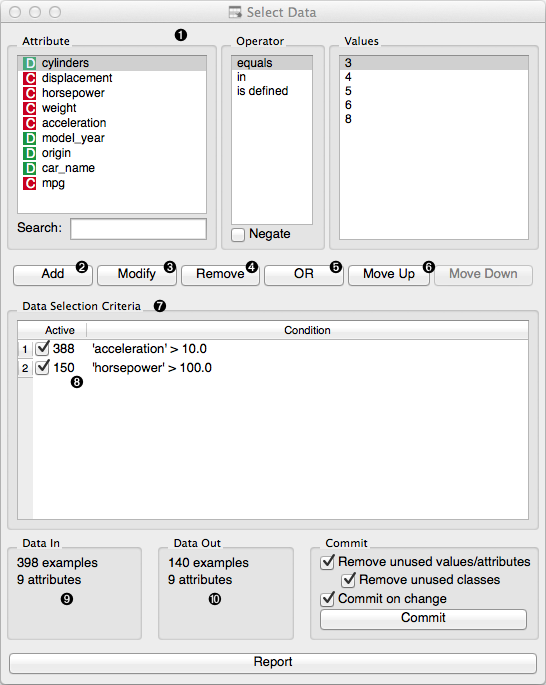 Select Data
Attribute ❶
D cylinders
C displacement
C horsepower
C weight
C acceleration
D model_year
D origin
D car_name
C mpg
Search:
Operator
equals
in
is defined
Negate
Values
3
4
5
6
8
Add ❷ Modify ❸ Remove ❹ OR ❺ Move Up ❻ Move Down
Data Selection Criteria ❼
Active Condition
1 388 'acceleration' > 10.0
2 150 'horsepower' > 100.0
❽
Data In
398 examples
9 attributes
❾
Data Out
140 examples
9 attributes
❿
Commit
Remove unused values/attributes
Remove unused classes
Commit on change
Commit
Report